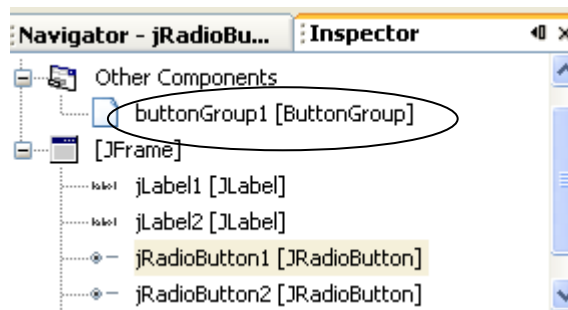 Navigator - jRadioBu... Inspector
Other Components
buttonGroup1 [ButtonGroup]
[JFrame]
jLabel1 [JLabel]
jLabel2 [JLabel]
jRadioButton1 [JRadioButton]
jRadioButton2 [JRadioButton]